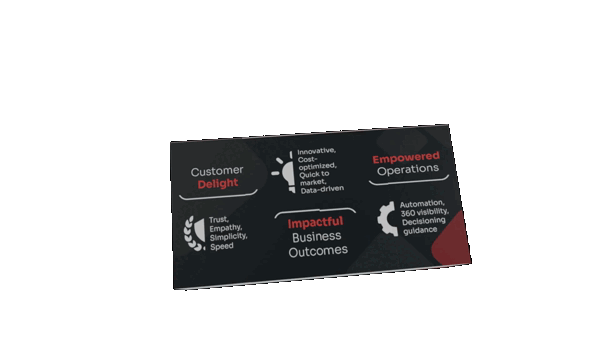 Customer
Delight
Trust,
Empathy,
Simplicity,
Speed
Innovative,
Cost-
optimized,
Quick to
market,
Data-driven
Impactful
Business
Outcomes
Empowered
Operations
Automation,
360 visibility,
Decisioning
guidance